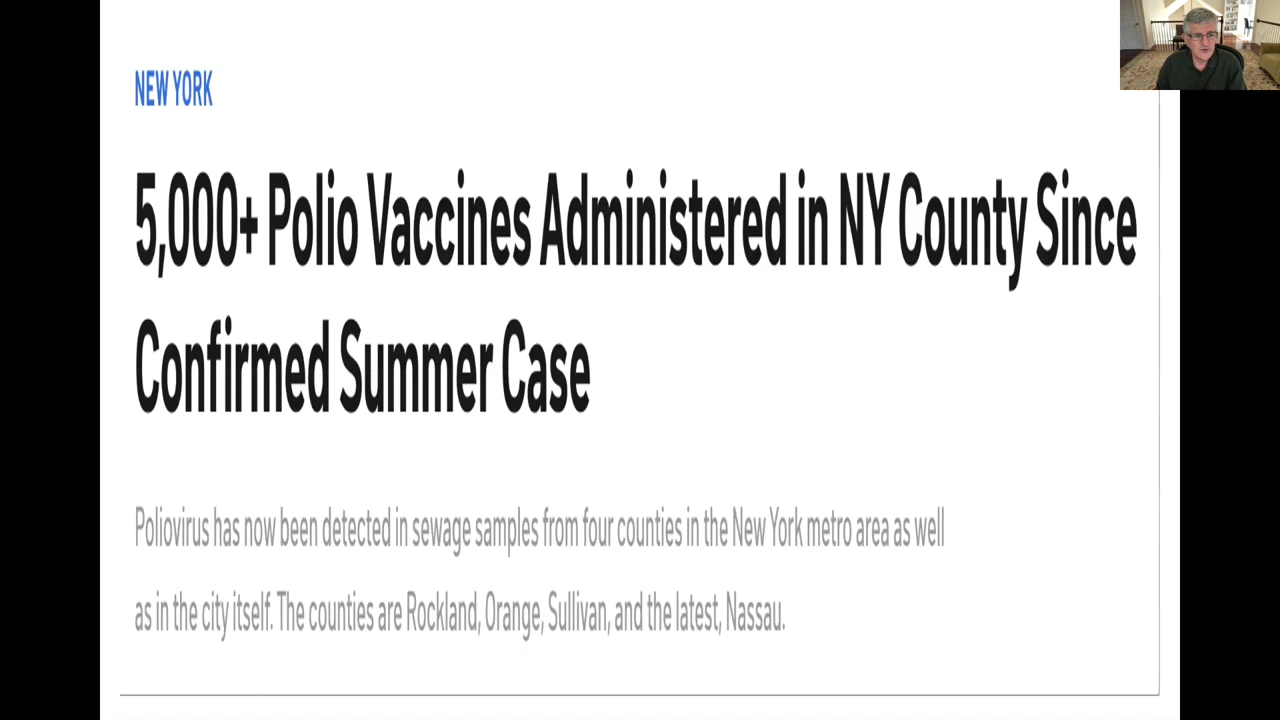 NEW YORK
5,000+ Polio Vaccines Administered in NY County Since
Confirmed Summer Case
Poliovirus has now been detected in sewage samples from four counties in the New York metro area as well
as in the city itself. The counties are Rockland, Orange, Sullivan, and the latest, Nassau.